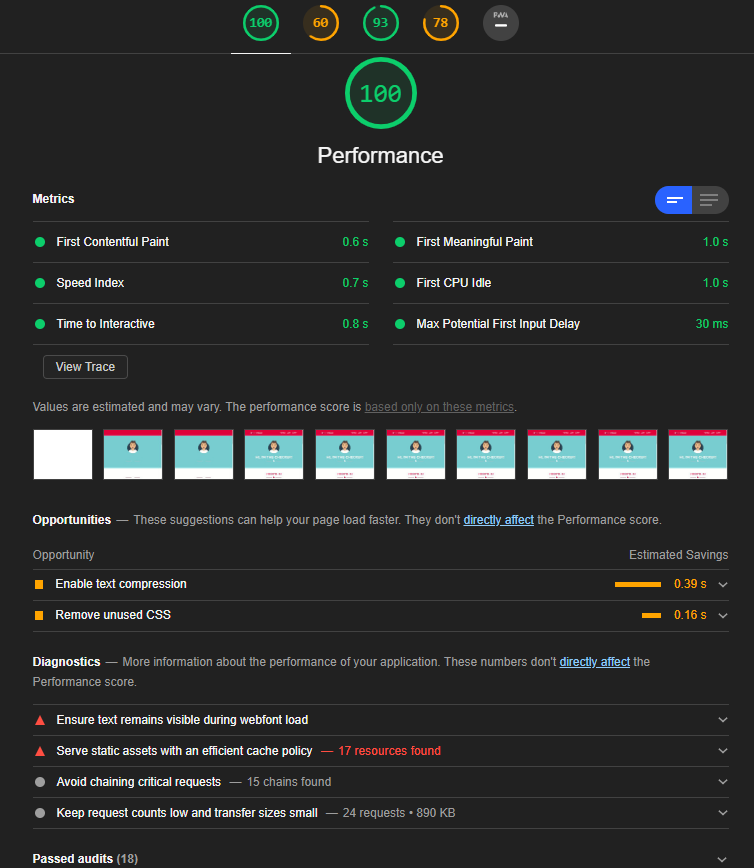 100 60 93 78 PWA
100
Performance
Metrics
First Contentful Paint 0.6 s First Meaningful Paint 1.0 s
Speed Index 0.7 s First CPU Idle 1.0 s
Time to Interactive 0.8 s Max Potential First Input Delay 30 ms
View Trace
Values are estimated and may vary. The performance score is based only on these metrics.
Opportunities — These suggestions can help your page load faster. They don't directly affect the Performance score.
Opportunity Estimated Savings
Enable text compression 0.39 s
Remove unused CSS 0.16 s
Diagnostics — More information about the performance of your application. These numbers don't directly affect the
Performance score.
Ensure text remains visible during webfont load
Serve static assets with an efficient cache policy — 17 resources found
Avoid chaining critical requests — 15 chains found
Keep request counts low and transfer sizes small — 24 requests • 890 KB
Passed audits (18)